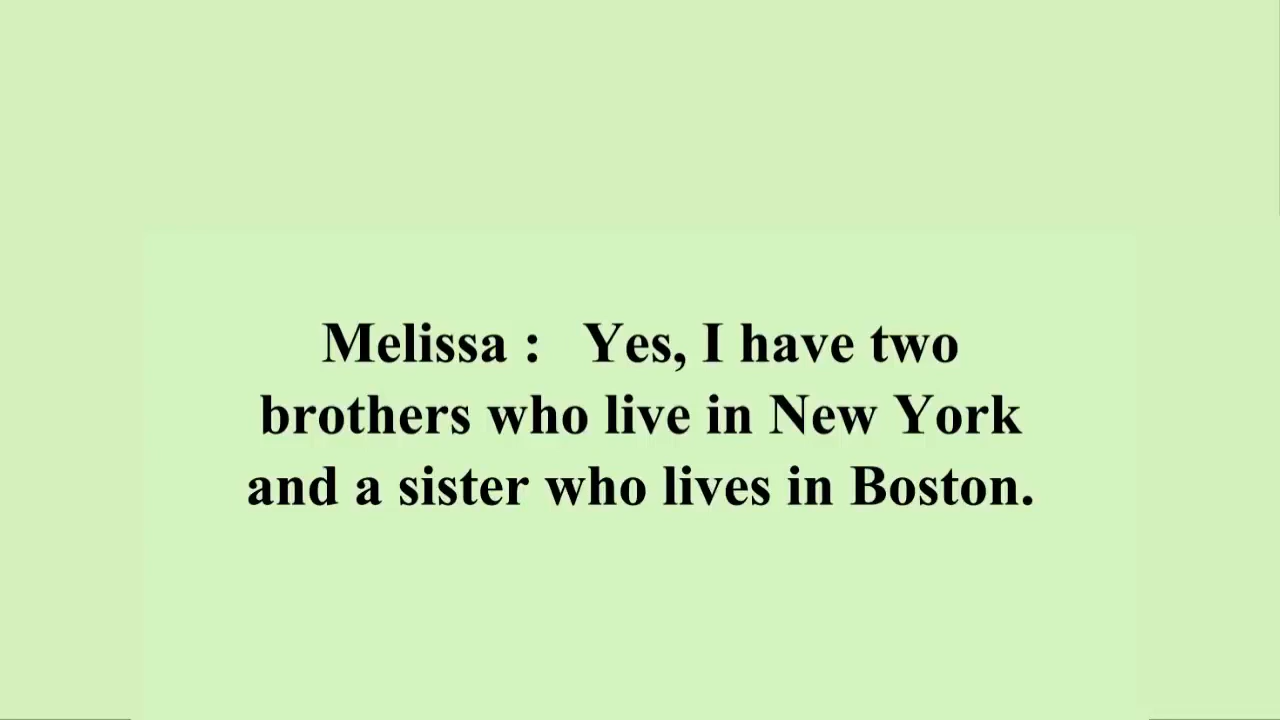 Melissa :   Yes, I have two
brothers who live in New York
and a sister who lives in Boston.